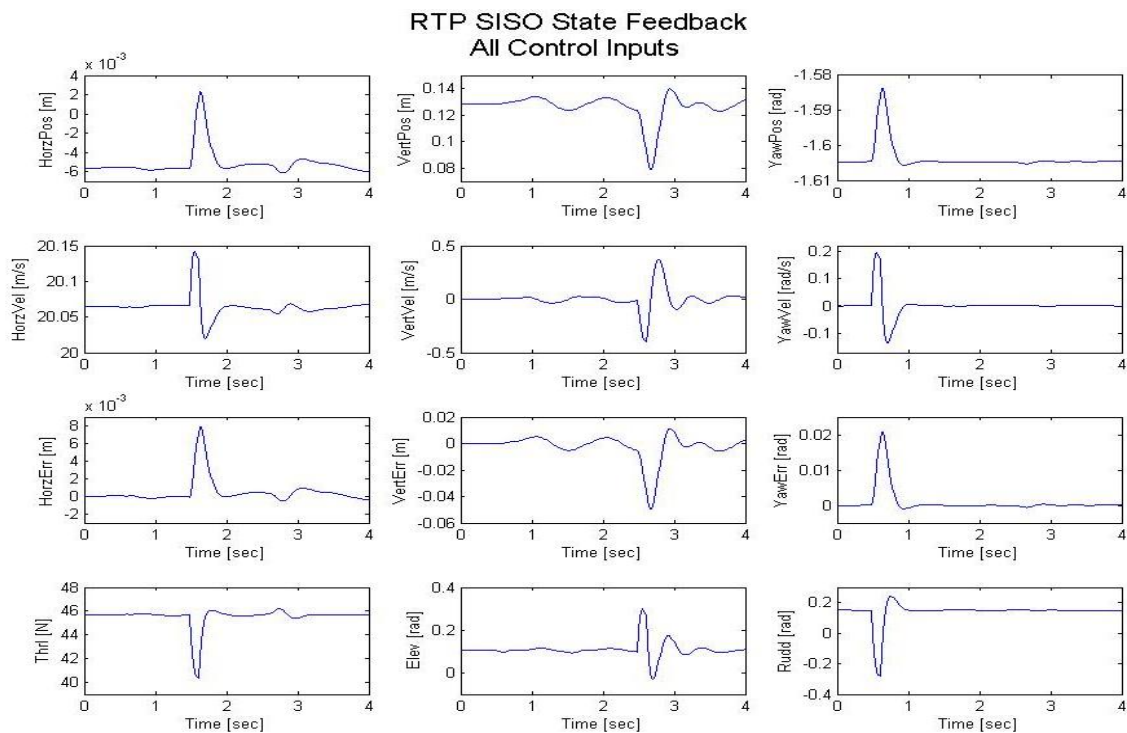 RTP SISO State Feedback
All Control Inputs
x 10⁻³
HorzPos [m]
4
2
0
-2
-4
-6
0 1 2 3 4
Time [sec]
VertPos [m]
0.14
0.12
0.1
0.08
0 1 2 3 4
Time [sec]
YawPos [rad]
-1.58
-1.59
-1.6
-1.61
0 1 2 3 4
Time [sec]
HorzVel [m/s]
20.15
20.1
20.05
20
0 1 2 3 4
Time [sec]
VertVel [m/s]
0.5
0
-0.5
0 1 2 3 4
Time [sec]
YawVel [rad/s]
0.2
0.1
0
-0.1
0 1 2 3 4
Time [sec]
x 10⁻³
HorzErr [m]
8
6
4
2
0
-2
0 1 2 3 4
Time [sec]
VertErr [m]
0.02
0
-0.02
-0.04
-0.06
0 1 2 3 4
Time [sec]
YawErr [rad]
0.02
0.01
0
0 1 2 3 4
Time [sec]
Thrl [N]
48
46
44
42
40
0 1 2 3 4
Time [sec]
Elev [rad]
0.4
0.2
0
0 1 2 3 4
Time [sec]
Rudd [rad]
0.2
0
-0.2
-0.4
0 1 2 3 4
Time [sec]